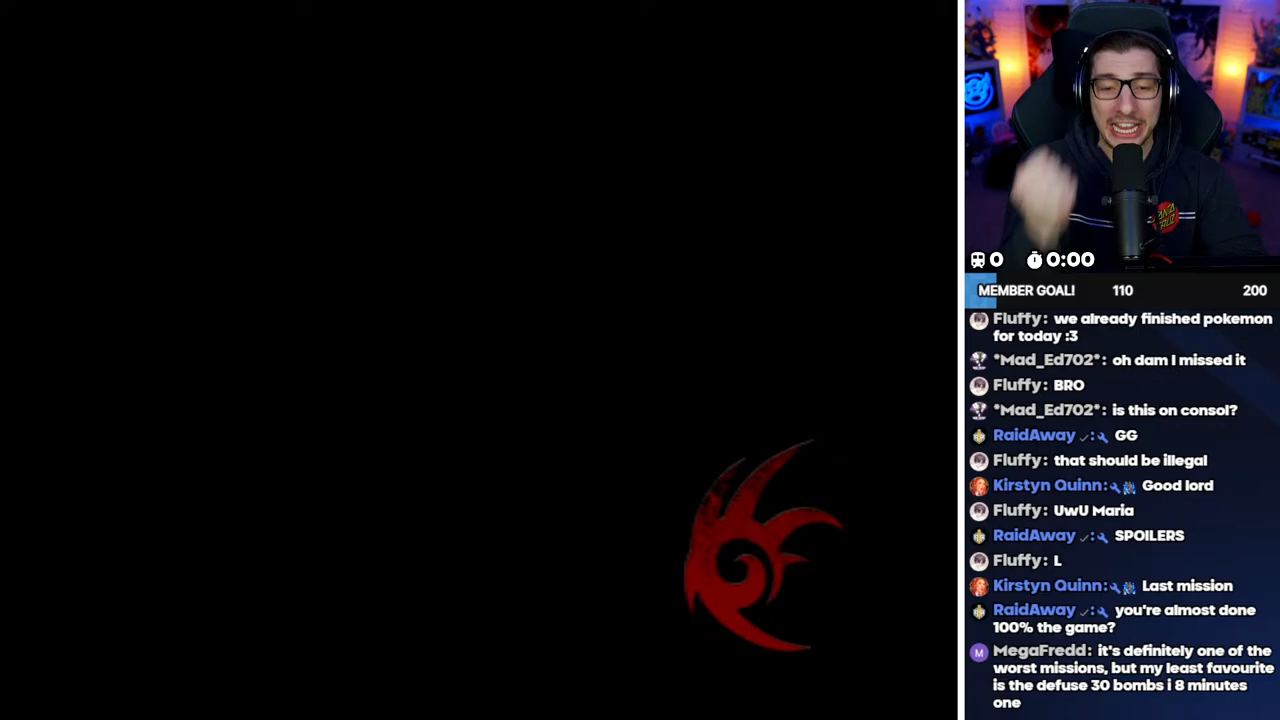 SANTA
CRUZ
0 0:00
MEMBER GOAL! 110 200
Fluffy: we already finished pokemon
for today :3
*Mad_Ed702*: oh dam I missed it
Fluffy: BRO
*Mad_Ed702*: is this on consol?
RaidAway: GG
Fluffy: that should be illegal
Kirstyn Quinn: Good lord
Fluffy: UwU Maria
RaidAway: SPOILERS
Fluffy: L
Kirstyn Quinn: Last mission
RaidAway: you're almost done
100% the game?
M MegaFredd: it's definitely one of the
worst missions, but my least favourite
is the defuse 30 bombs i 8 minutes
one